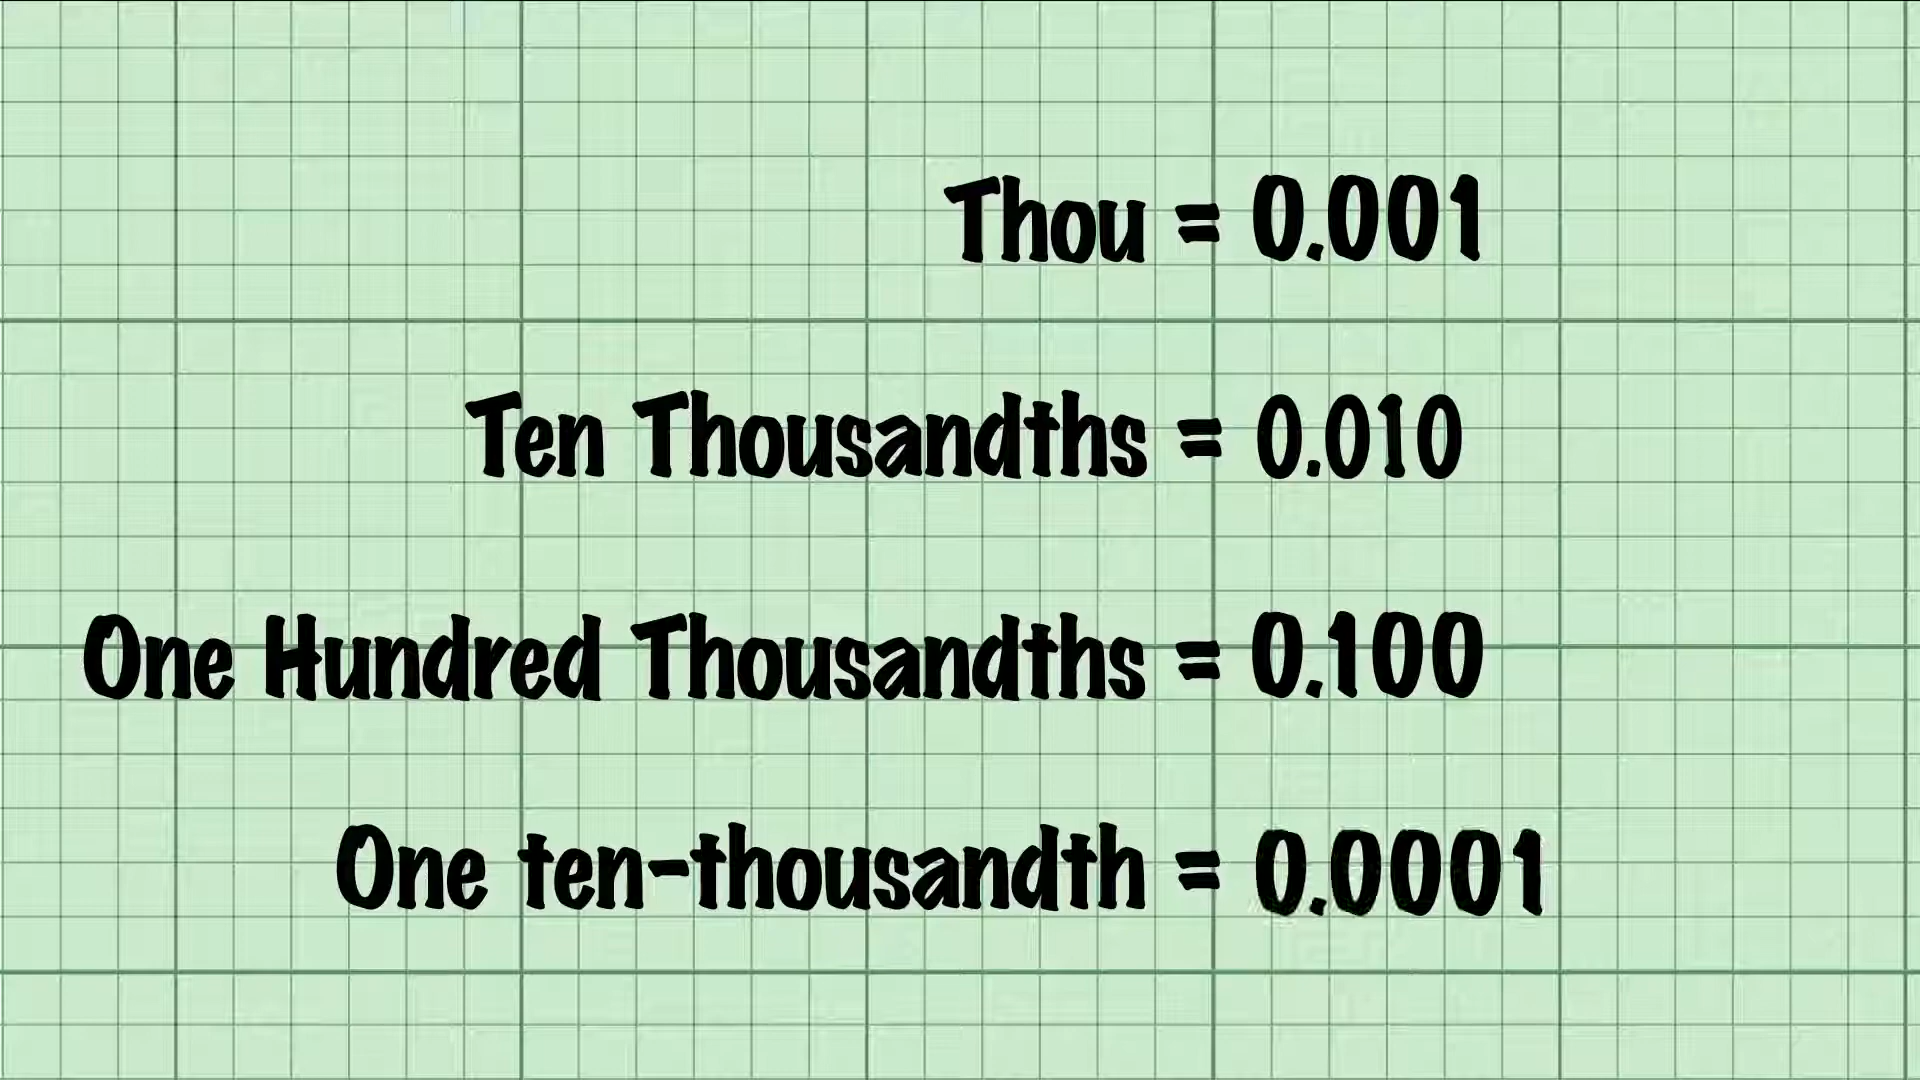 Thou = 0.001
Ten Thousandths = 0.010
One Hundred Thousandths = 0.100
One ten-thousandth = 0.0001